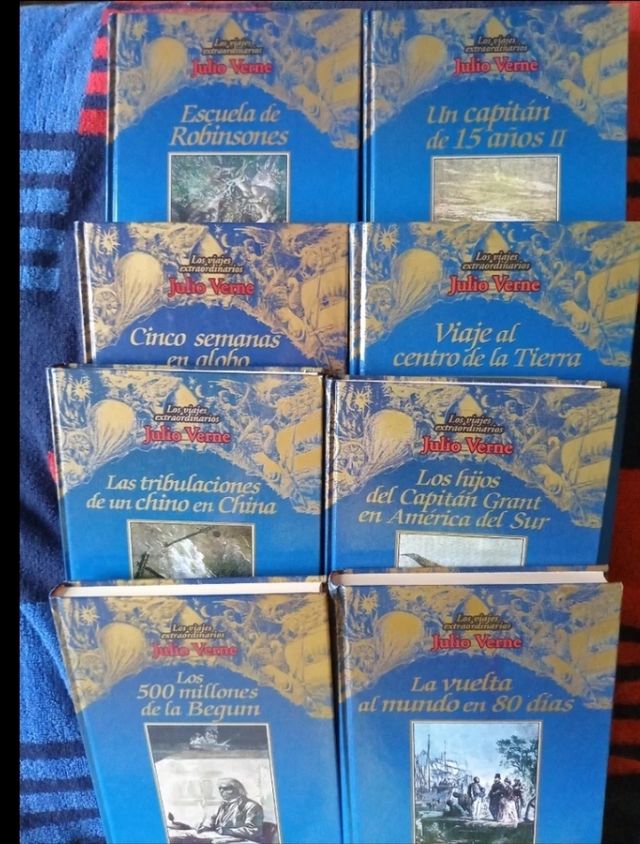 Los viajes
extraordinarios
Julio Verne
Escuela de
Robinsones
Los viajes
extraordinarios
Julio Verne
Un capitán
de 15 años II
Los viajes
extraordinarios
Julio Verne
Cinco semanas
en globo
Los viajes
extraordinarios
Julio Verne
Viaje al
centro de la Tierra
Los viajes
extraordinarios
Julio Verne
Las tribulaciones
de un chino en China
Los viajes
extraordinarios
Julio Verne
Los hijos
del Capitán Grant
en América del Sur
Los viajes
extraordinarios
Julio Verne
Los
500 millones
de la Begum
Los viajes
extraordinarios
Julio Verne
La vuelta
al mundo en 80 días